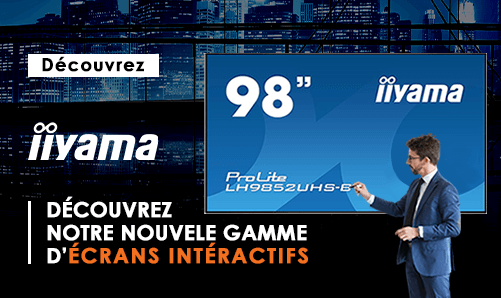 Découvrez
iiyama
DÉCOUVREZ
NOTRE NOUVELE GAMME
D'ÉCRANS INTÉRACTIFS
98”
iiyama
ProLite
LH9852UHS-B